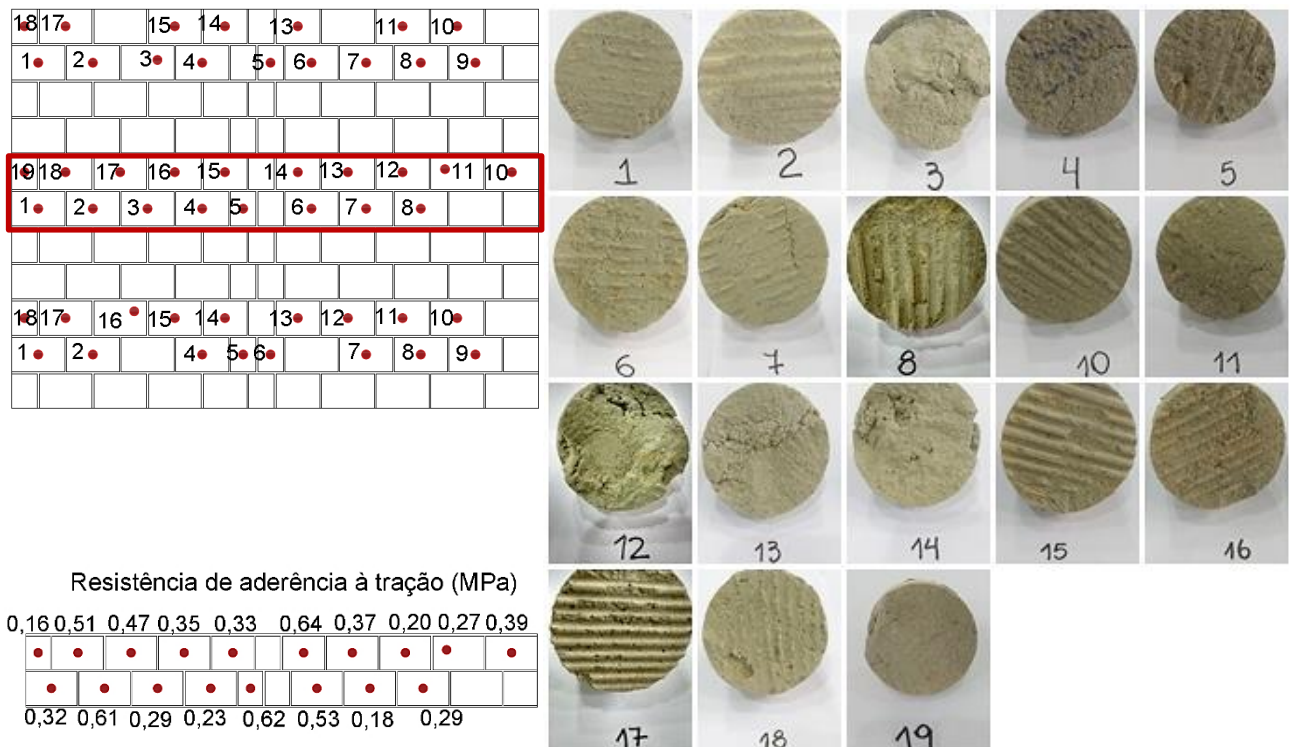 18 17 15 14 13 11 10
1 2 3 4 5 6 7 8 9
19 18 17 16 15 14 13 12 11 10
1 2 3 4 5 6 7 8
18 17 16 15 14 13 12 11 10
1 2 4 5 6 7 8 9
Resistência de aderência à tração (MPa)
0,16 0,51 0,47 0,35 0,33 0,64 0,37 0,20 0,27 0,39
0,32 0,61 0,29 0,23 0,62 0,53 0,18 0,29
1 2 3 4 5
6 7 8 10 11
12 13 14 15 16
17 18 19